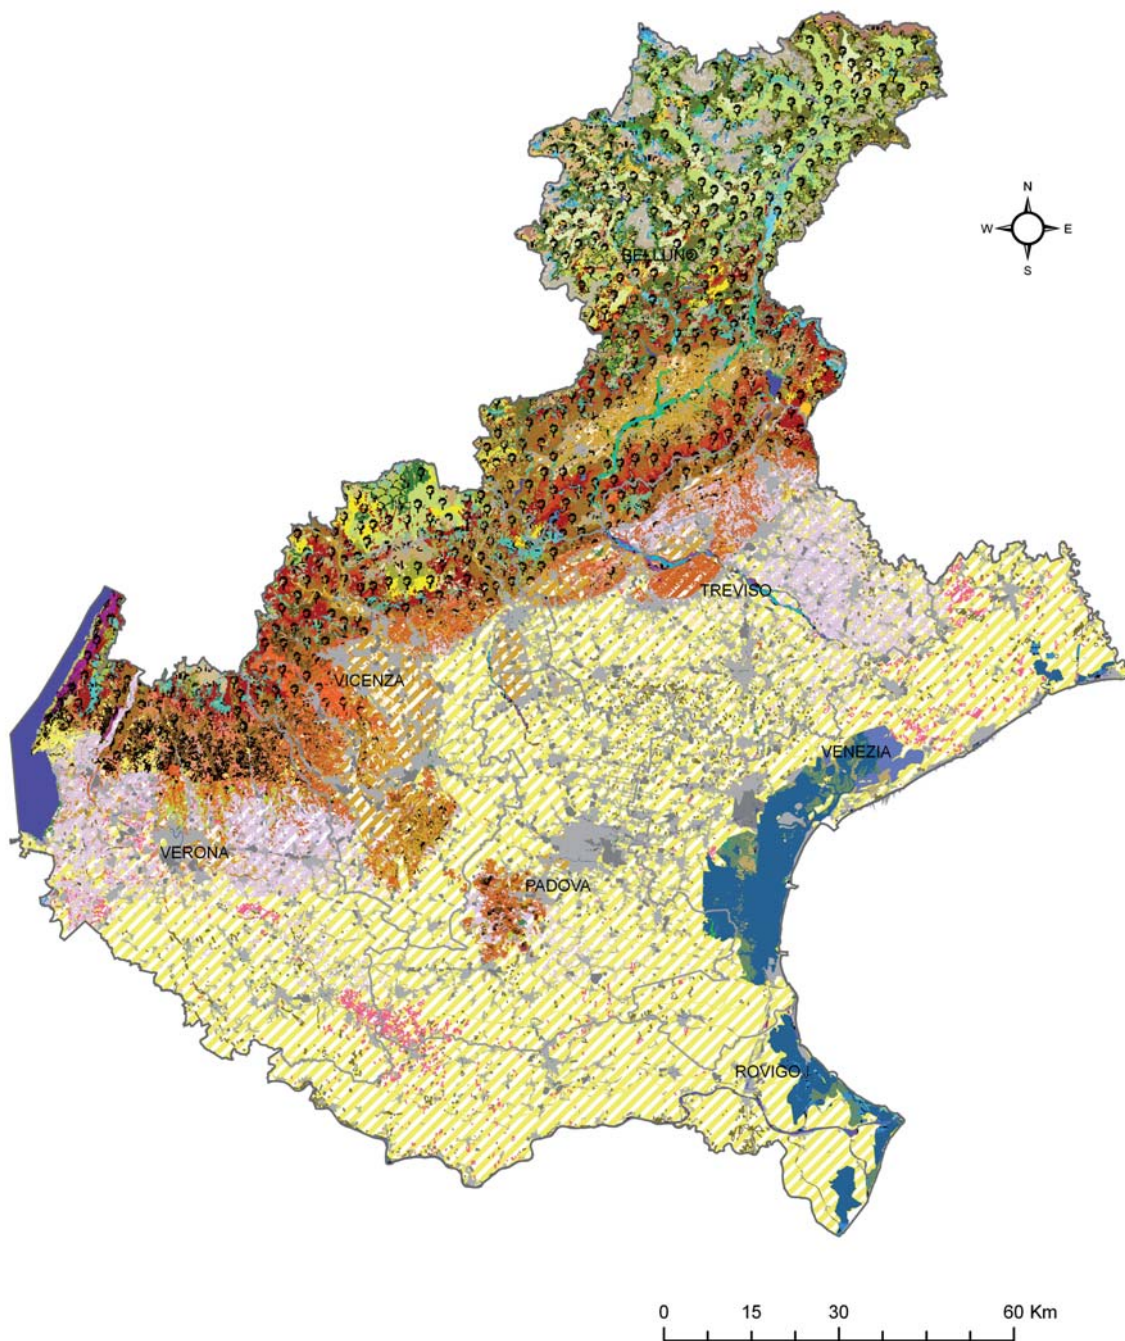 N
W E
S
BELLUNO
TREVISO
VICENZA
VENEZIA
VERONA
PADOVA
ROVIGO
0 15 30 60 Km